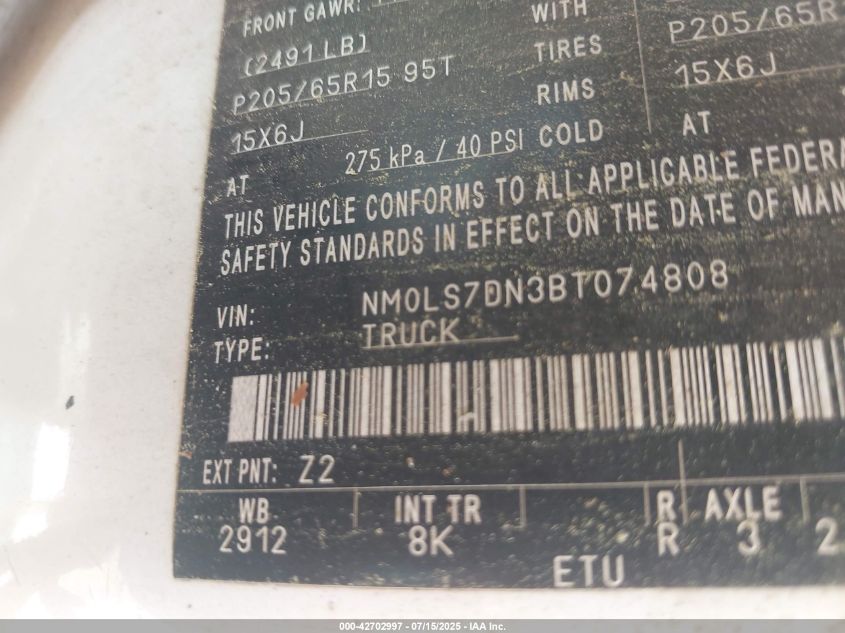 FRONT GAWR: WITH
(2491 LB) TIRES P205/65R1
P205/65R15 95T RIMS 15X6J
15X6J
AT 275 kPa / 40 PSI COLD AT
THIS VEHICLE CONFORMS TO ALL APPLICABLE FEDERA
SAFETY STANDARDS IN EFFECT ON THE DATE OF MAN
VIN: NM0LS7DN3BT074808
TYPE: TRUCK
EXT PNT: Z2
WB INT TR R AXLE
2912 8K R 3 2
ETU
000-42702997 - 07/15/2025 - IAA Inc.